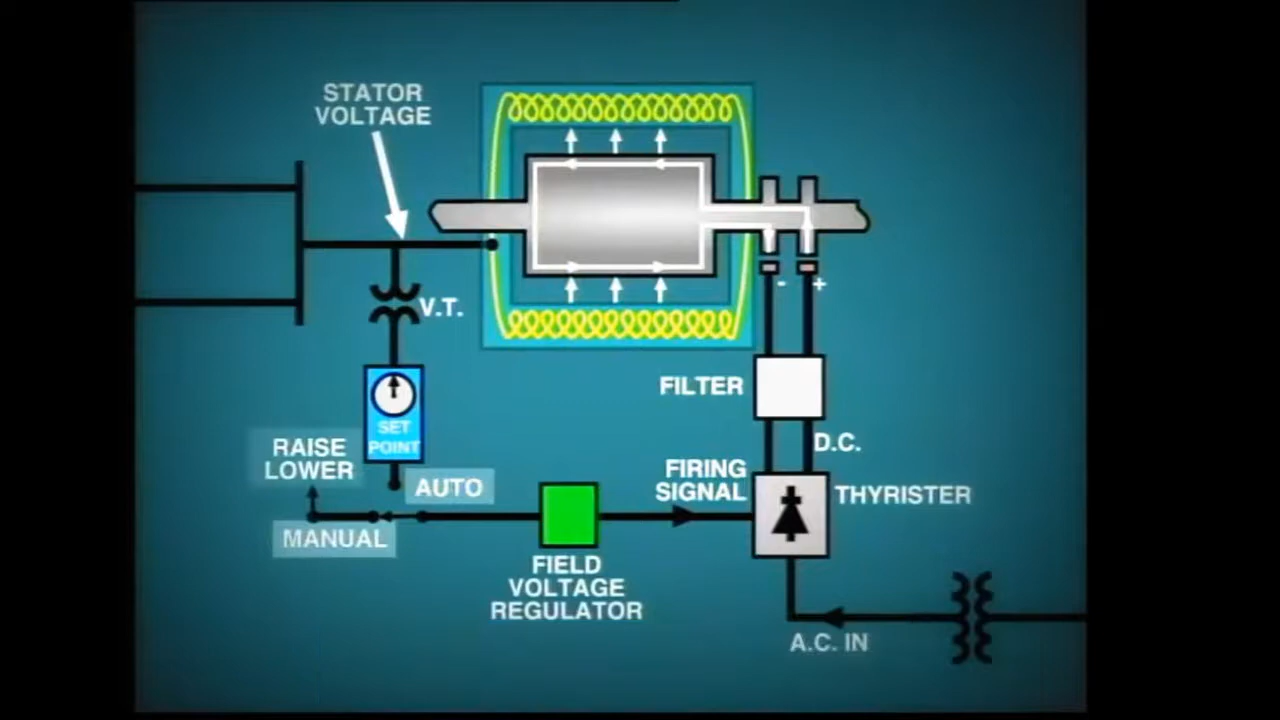 STATOR
VOLTAGE
V.T.
- +
FILTER
SET
POINT
RAISE
LOWER
AUTO
MANUAL
D.C.
FIRING
SIGNAL
THYRISTER
FIELD
VOLTAGE
REGULATOR
A.C. IN